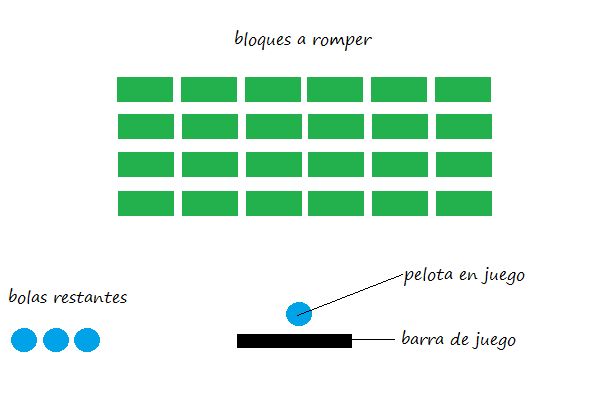 bloques a romper
pelota en juego
bolas restantes
barra de juego